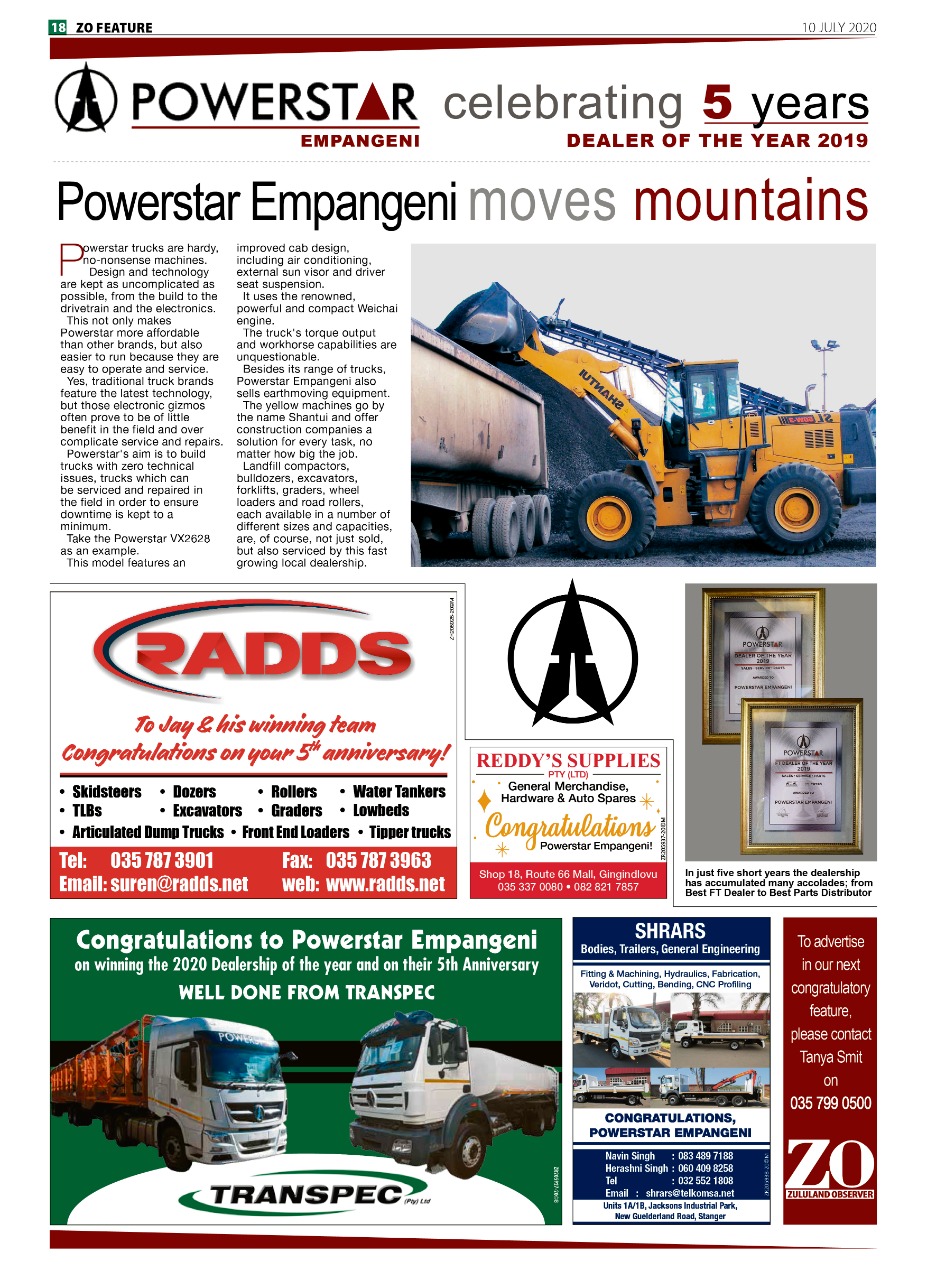 18 ZO FEATURE
10 JULY 2020
POWERSTAR
EMPANGENI
celebrating 5 years
DEALER OF THE YEAR 2019
Powerstar Empangeni moves mountains
Powerstar trucks are hardy,
no-nonsense machines.
Design and technology
are kept as uncomplicated as
possible, from the build to the
drivetrain and the electronics.
This not only makes
Powerstar more affordable
than other brands, but also
easier to run because they are
easy to operate and service.
Yes, traditional truck brands
feature the latest technology,
but those electronic gizmos
often prove to be of little
benefit in the field and over
complicate service and repairs.
Powerstar's aim is to build
trucks with zero technical
issues, trucks which can
be serviced and repaired in
the field in order to ensure
downtime is kept to a
minimum.
Take the Powerstar VX2628
as an example.
This model features an
improved cab design,
including air conditioning,
external sun visor and driver
seat suspension.
It uses the renowned,
powerful and compact Weichai
engine.
The truck's torque output
and workhorse capabilities are
unquestionable.
Besides its range of trucks,
Powerstar Empangeni also
sells earthmoving equipment.
The yellow machines go by
the name Shantui and offer
construction companies a
solution for every task, no
matter how big the job.
Landfill compactors,
bulldozers, excavators,
forklifts, graders, wheel
loaders and road rollers,
each available in a number of
different sizes and capacities,
are, of course, not just sold,
but also serviced by this fast
growing local dealership.
SHANTUI
RADDS
To Jay & his winning team
Congratulations on your 5th anniversary!
• Skidsteers • Dozers • Rollers • Water Tankers
• TLBs • Excavators • Graders • Lowbeds
• Articulated Dump Trucks • Front End Loaders • Tipper trucks
Tel: 035 787 3901 Fax: 035 787 3963
Email: suren@radds.net web: www.radds.net
REDDY'S SUPPLIES
PTY (LTD)
General Merchandise,
Hardware & Auto Spares
Congratulations
Powerstar Empangeni!
Shop 18, Route 66 Mall, Gingindlovu
035 337 0080 • 082 821 7857
POWERSTAR
DEALER OF THE YEAR
2019
POWERSTAR EMPANGENI
POWERSTAR
FT DEALER OF THE YEAR
2019
POWERSTAR EMPANGENI
In just five short years the dealership
has accumulated many accolades; from
Best FT Dealer to Best Parts Distributor
Congratulations to Powerstar Empangeni
on winning the 2020 Dealership of the year and on their 5th Anniversary
WELL DONE FROM TRANSPEC
TRANSPEC
(Pty) Ltd
SHRARS
Bodies, Trailers, General Engineering
Fitting & Machining, Hydraulics, Fabrication,
Veridot, Cutting, Bending, CNC Profiling
CONGRATULATIONS,
POWERSTAR EMPANGENI
Navin Singh : 083 489 7188
Herashni Singh : 060 409 8258
Tel : 032 552 1808
Email : shrars@telkomsa.net
Units 1A/1B, Jacksons Industrial Park,
New Guelderland Road, Stanger
To advertise
in our next
congratulatory
feature,
please contact
Tanya Smit
on
035 799 0500
ZO
ZULULAND OBSERVER